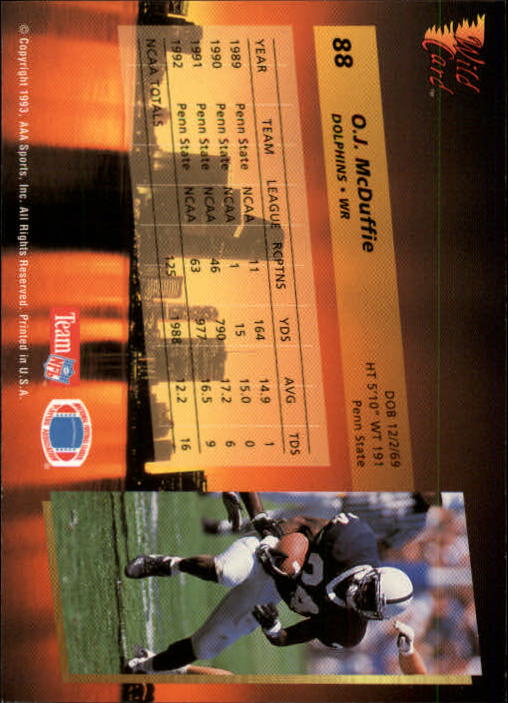 Wild
Card™
88
O.J. McDuffie
DOLPHINS • WR
DOB 12/2/69
HT 5'10" WT 191
Penn State
YEAR TEAM LEAGUE RCPTNS YDS AVG TDS
1989 Penn State NCAA 11 164 14.9 1
1990 Penn State NCAA 1 15 15.0 0
1991 Penn State NCAA 46 790 17.2 6
1992 Penn State NCAA 63 977 16.5 9
NCAA TOTALS 125 1988 12.2 16
Team NFL
24
© Copyright 1993, AAA Sports, Inc. All Rights Reserved. Printed in U.S.A.